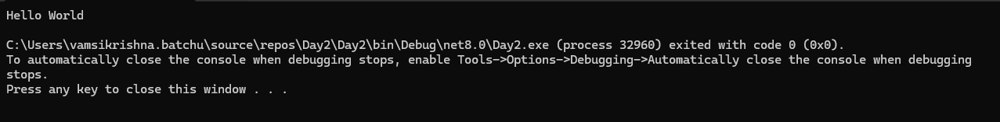 Hello World
C:\Users\vamsikrishna.batchu\source\repos\Day2\Day2\bin\Debug\net8.0\Day2.exe (process 32960) exited with code 0 (0x0).
To automatically close the console when debugging stops, enable Tools->Options->Debugging->Automatically close the console when debugging
stops.
Press any key to close this window . . .